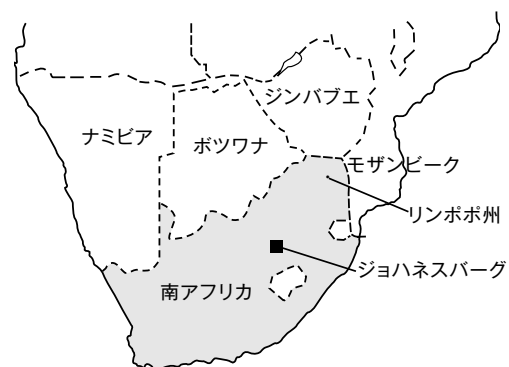 ジンバブエ
ナミビア
ボツワナ
モザンビーク
リンポポ州
ジョハネスバーグ
南アフリカ